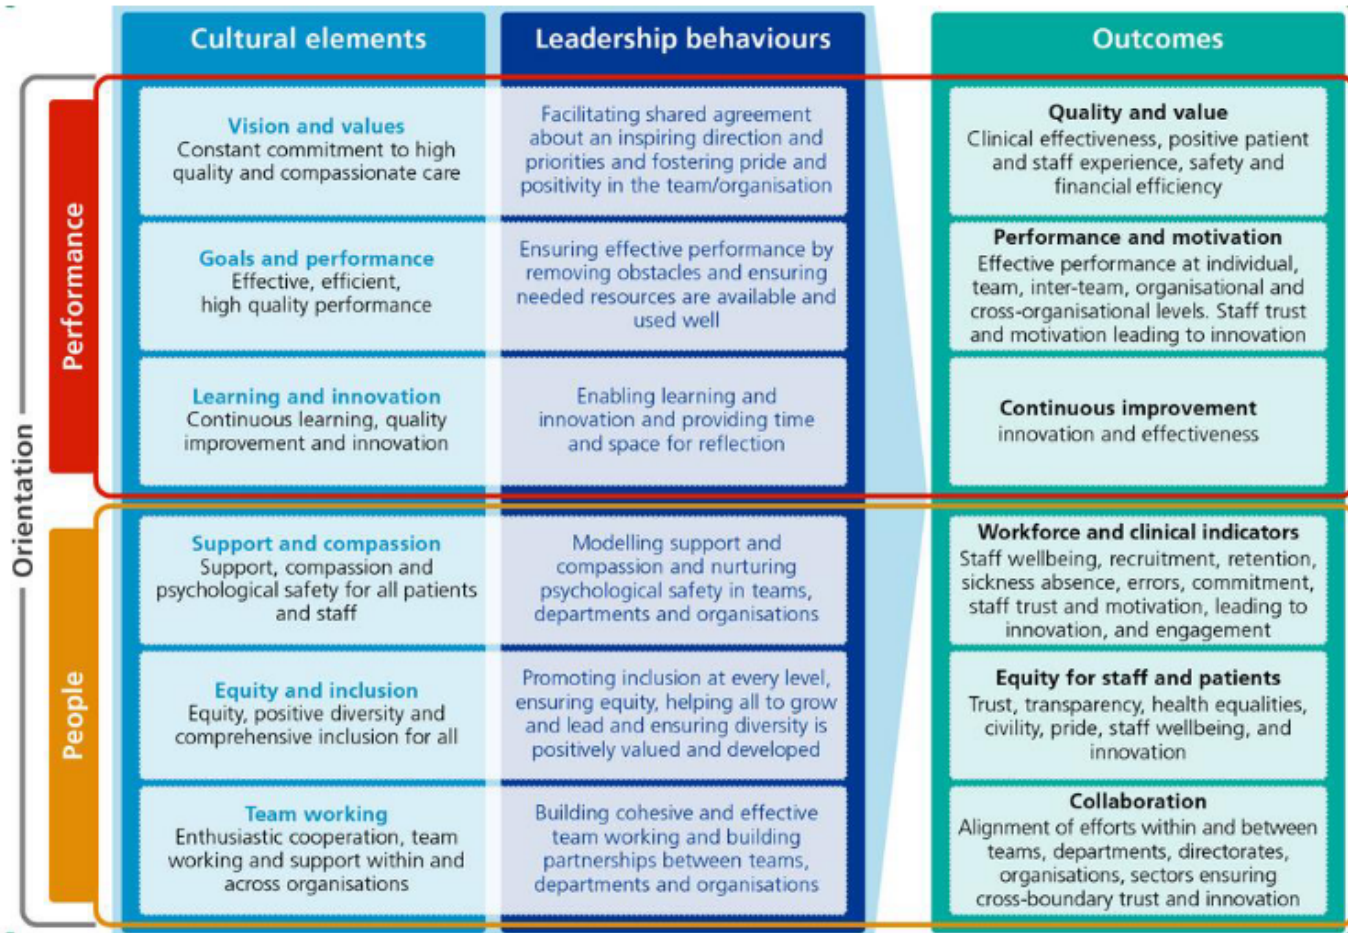 Cultural elements
Leadership behaviours
Outcomes
Orientation
Performance
Vision and values
Constant commitment to high
quality and compassionate care
Facilitating shared agreement
about an inspiring direction and
priorities and fostering pride and
positivity in the team/organisation
Quality and value
Clinical effectiveness, positive patient
and staff experience, safety and
financial efficiency
Goals and performance
Effective, efficient,
high quality performance
Ensuring effective performance by
removing obstacles and ensuring
needed resources are available and
used well
Performance and motivation
Effective performance at individual,
team, inter-team, organisational and
cross-organisational levels. Staff trust
and motivation leading to innovation
Learning and innovation
Continuous learning, quality
improvement and innovation
Enabling learning and
innovation and providing time
and space for reflection
Continuous improvement
innovation and effectiveness
People
Support and compassion
Support, compassion and
psychological safety for all patients
and staff
Modelling support and
compassion and nurturing
psychological safety in teams,
departments and organisations
Workforce and clinical indicators
Staff wellbeing, recruitment, retention,
sickness absence, errors, commitment,
staff trust and motivation, leading to
innovation, and engagement
Equity and inclusion
Equity, positive diversity and
comprehensive inclusion for all
Promoting inclusion at every level,
ensuring equity, helping all to grow
and lead and ensuring diversity is
positively valued and developed
Equity for staff and patients
Trust, transparency, health equalities,
civility, pride, staff wellbeing, and
innovation
Team working
Enthusiastic cooperation, team
working and support within and
across organisations
Building cohesive and effective
team working and building
partnerships between teams,
departments and organisations
Collaboration
Alignment of efforts within and between
teams, departments, directorates,
organisations, sectors ensuring
cross-boundary trust and innovation